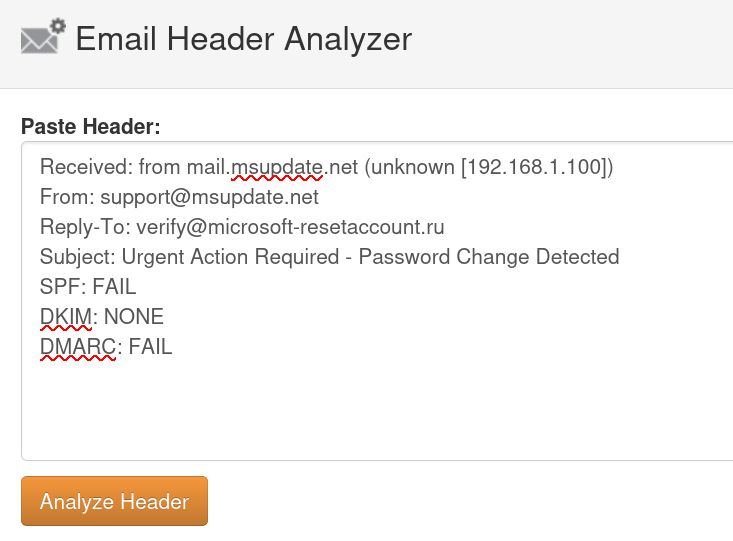 Email Header Analyzer
Paste Header:
Received: from mail.msupdate.net (unknown [192.168.1.100])
From: support@msupdate.net
Reply-To: verify@microsoft-resetaccount.ru
Subject: Urgent Action Required - Password Change Detected
SPF: FAIL
DKIM: NONE
DMARC: FAIL
Analyze Header